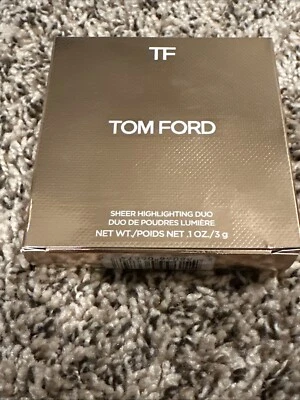 TF
TOM FORD
SHEER HIGHLIGHTING DUO
DUO DE POUDRES LUMIÈRE
NET WT./POIDS NET .1 OZ./3 g